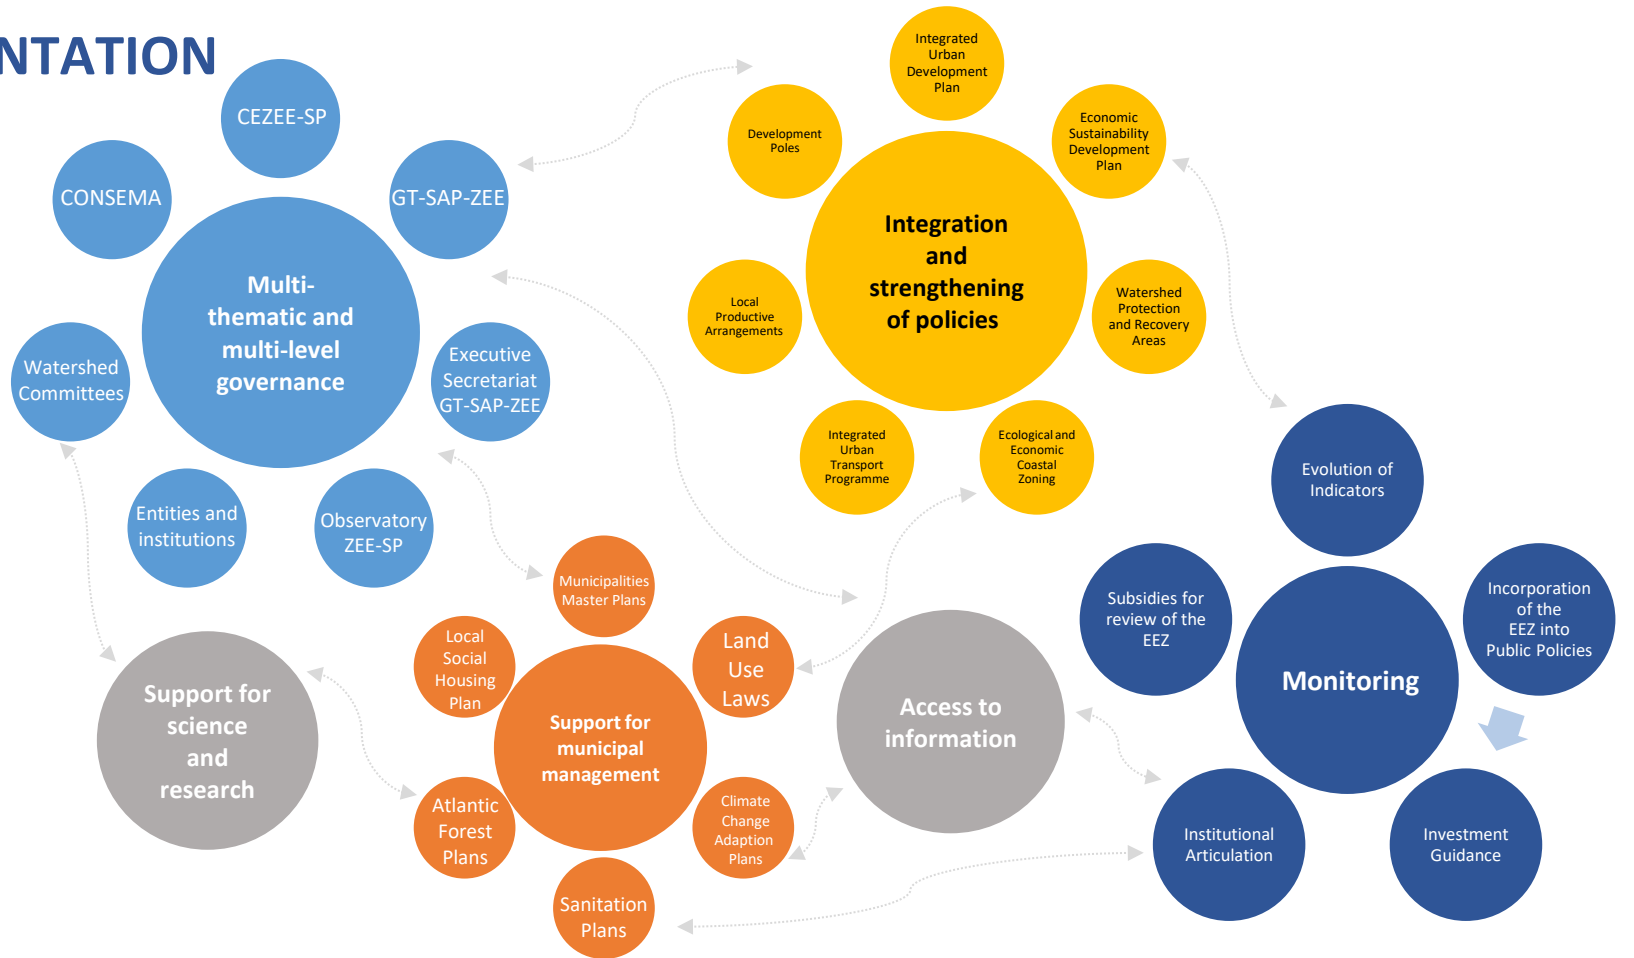 NTATION
CEZEE-SP
CONSEMA
GT-SAP-ZEE
Multi-
thematic and
multi-level
governance
Watershed
Committees
Executive
Secretariat
GT-SAP-ZEE
Entities and
institutions
Observatory
ZEE-SP
Integrated
Urban
Development
Plan
Development
Poles
Economic
Sustainability
Development
Plan
Integration
and
strengthening
of policies
Local
Productive
Arrangements
Watershed
Protection
and Recovery
Areas
Integrated
Urban
Transport
Programme
Ecological and
Economic
Coastal
Zoning
Evolution of
Indicators
Subsidies for
review of the
EEZ
Incorporation
of the
EEZ into
Public Policies
Monitoring
Institutional
Articulation
Investment
Guidance
Support for
science
and
research
Municipalities
Master Plans
Local
Social
Housing
Plan
Land
Use
Laws
Support for
municipal
management
Atlantic
Forest
Plans
Climate
Change
Adaption
Plans
Sanitation
Plans
Access to
information